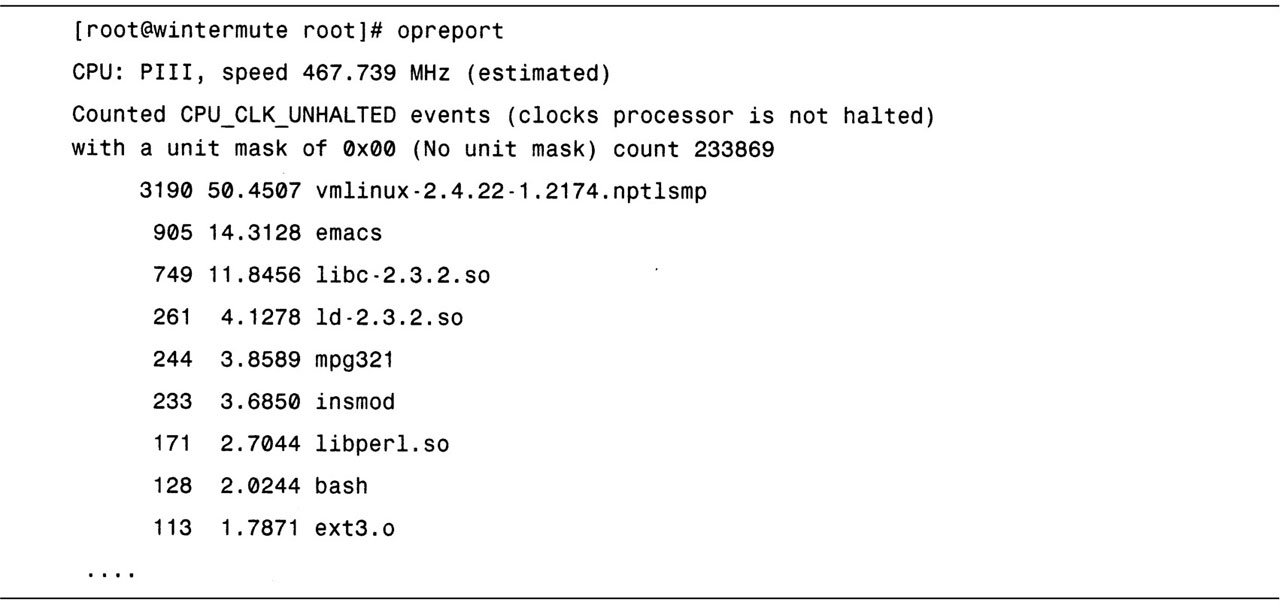 [root@wintermute root]# opreport
CPU: PIII, speed 467.739 MHz (estimated)
Counted CPU_CLK_UNHALTED events (clocks processor is not halted)
with a unit mask of 0x00 (No unit mask) count 233869
3190 50.4507 vmlinux-2.4.22-1.2174.nptlsmp
905 14.3128 emacs
749 11.8456 libc-2.3.2.so
261 4.1278 ld-2.3.2.so
244 3.8589 mpg321
233 3.6850 insmod
171 2.7044 libperl.so
128 2.0244 bash
113 1.7871 ext3.o
....